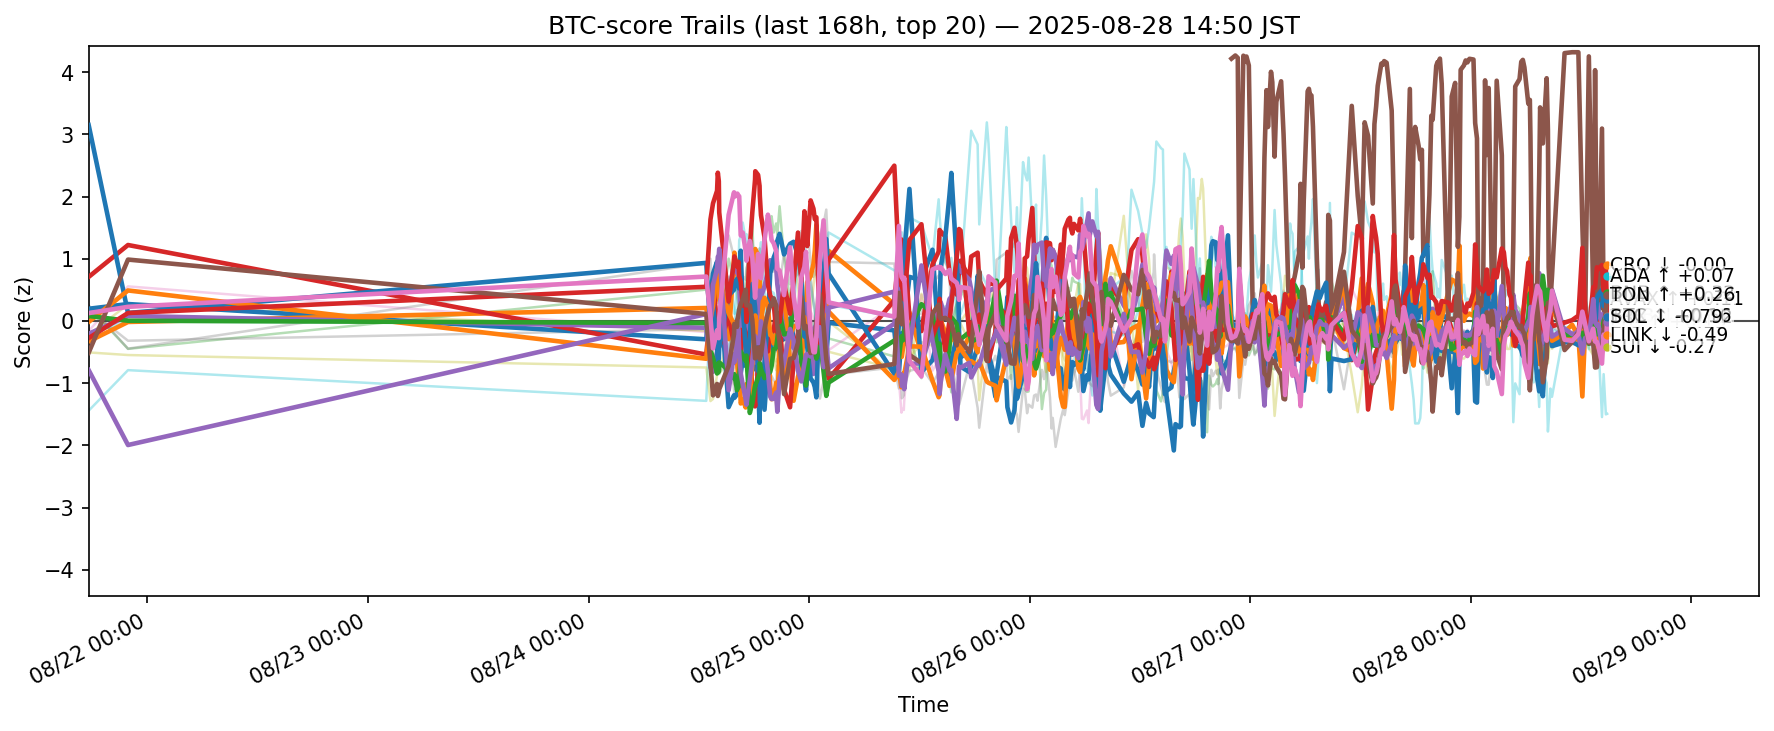 BTC-score Trails (last 168h, top 20) — 2025-08-28 14:50 JST
Score (z)
4
3
2
1
0
−1
−2
−3
−4
CRO ↓ -0.00
ADA ↑ +0.07
TON ↑ +0.26
SOL ↓ -0.79
LINK ↓ -0.49
SUI ↓ -0.27
08/22 00:00
08/23 00:00
08/24 00:00
08/25 00:00
08/26 00:00
08/27 00:00
08/28 00:00
08/29 00:00
Time